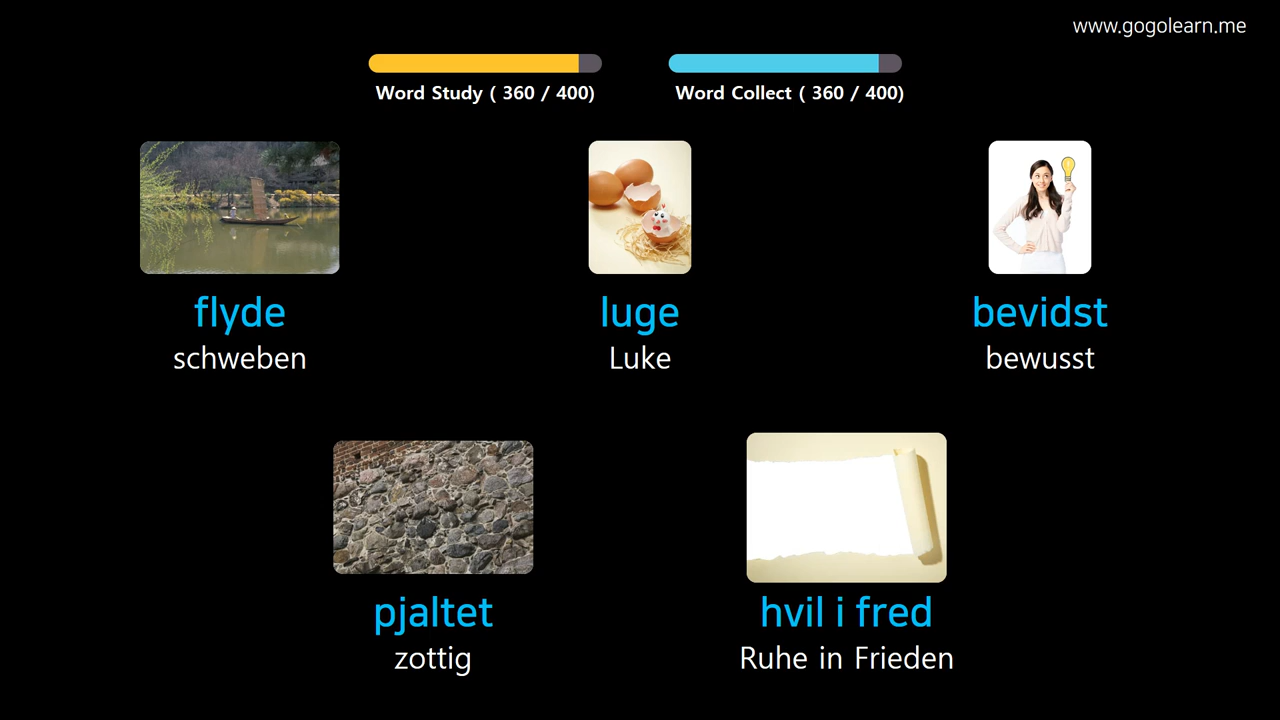 www.gogolearn.me
Word Study ( 360 / 400)
Word Collect ( 360 / 400)
flyde
schweben
luge
Luke
bevidst
bewusst
pjaltet
zottig
hvil i fred
Ruhe in Frieden